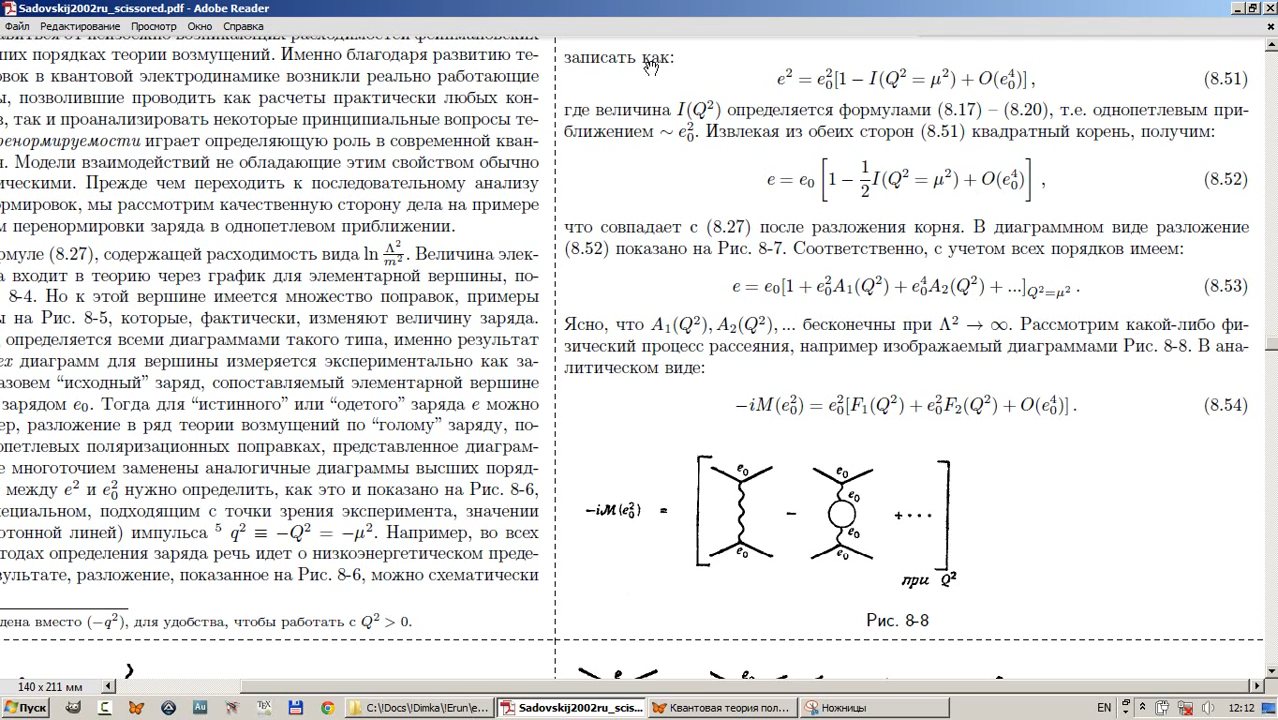 Sadovskij2002ru_scissored.pdf - Adobe Reader
Файл Редактирование Просмотр Окно Справка
их порядках теории возмущений. Именно благодаря развитию те-
овок в квантовой электродинамике возникли реально работающие
ы, позволившие проводить как расчеты практически любых кон-
в, так и проанализировать некоторые принципиальные вопросы те-
ренормируемости играет определяющую роль в современной кван-
я. Модели взаимодействий не обладающие этим свойством обычно
ическими. Прежде чем переходить к последовательному анализу
ормировок, мы рассмотрим качественную сторону дела на примере
м перенормировки заряда в однопетлевом приближении.
рмуле (8.27), содержащей расходимость вида ln Λ²/m². Величина элек-
а входит в теорию через график для элементарной вершины, по-
8-4. Но к этой вершине имеется множество поправок, примеры
ы на Рис. 8-5, которые, фактически, изменяют величину заряда.
определяется всеми диаграммами такого типа, именно результат
ех диаграмм для вершины измеряется экспериментально как за-
азовем “исходный” заряд, сопоставляемый элементарной вершине
зарядом e₀. Тогда для “истинного” или “одетого” заряда e можно
ер, разложение в ряд теории возмущений по “голому” заряду, по-
опетлевых поляризационных поправках, представленное диаграм-
е многоточием заменены аналогичные диаграммы высших поряд-
между e² и e₀² нужно определить, как это и показано на Рис. 8-6,
пециальном, подходящим с точки зрения эксперимента, значении
отонной линей) импульса ⁵ q² ≡ −Q² = −μ². Например, во всех
тодах определения заряда речь идет о низкоэнергетическом преде-
зультате, разложение, показанное на Рис. 8-6, можно схематически
дена вместо (−q²), для удобства, чтобы работать с Q² > 0.
записать как:
e² = e₀²[1 − I(Q² = μ²) + O(e₀⁴)] , (8.51)
где величина I(Q²) определяется формулами (8.17) – (8.20), т.е. однопетлевым при-
ближением ∼ e₀². Извлекая из обеих сторон (8.51) квадратный корень, получим:
e = e₀ [1 − 1/2 I(Q² = μ²) + O(e₀⁴)] , (8.52)
что совпадает с (8.27) после разложения корня. В диаграммном виде разложение
(8.52) показано на Рис. 8-7. Соответственно, с учетом всех порядков имеем:
e = e₀[1 + e₀²A₁(Q²) + e₀⁴A₂(Q²) + ...]_{Q²=μ²} . (8.53)
Ясно, что A₁(Q²), A₂(Q²), ... бесконечны при Λ² → ∞. Рассмотрим какой-либо фи-
зический процесс рассеяния, например изображаемый диаграммами Рис. 8-8. В ана-
литическом виде:
−iM(e₀²) = e₀²[F₁(Q²) + e₀²F₂(Q²) + O(e₀⁴)] . (8.54)
−iM(e₀²) = [ e₀ e₀ − e₀ e₀ e₀ e₀ + ··· ] при Q²
Рис. 8-8
140 x 211 мм
Пуск
C:\Docs\Dimka\Erun\e...
Sadovskij2002ru_scis...
Квантовая теория пол...
Ножницы
EN
12:12